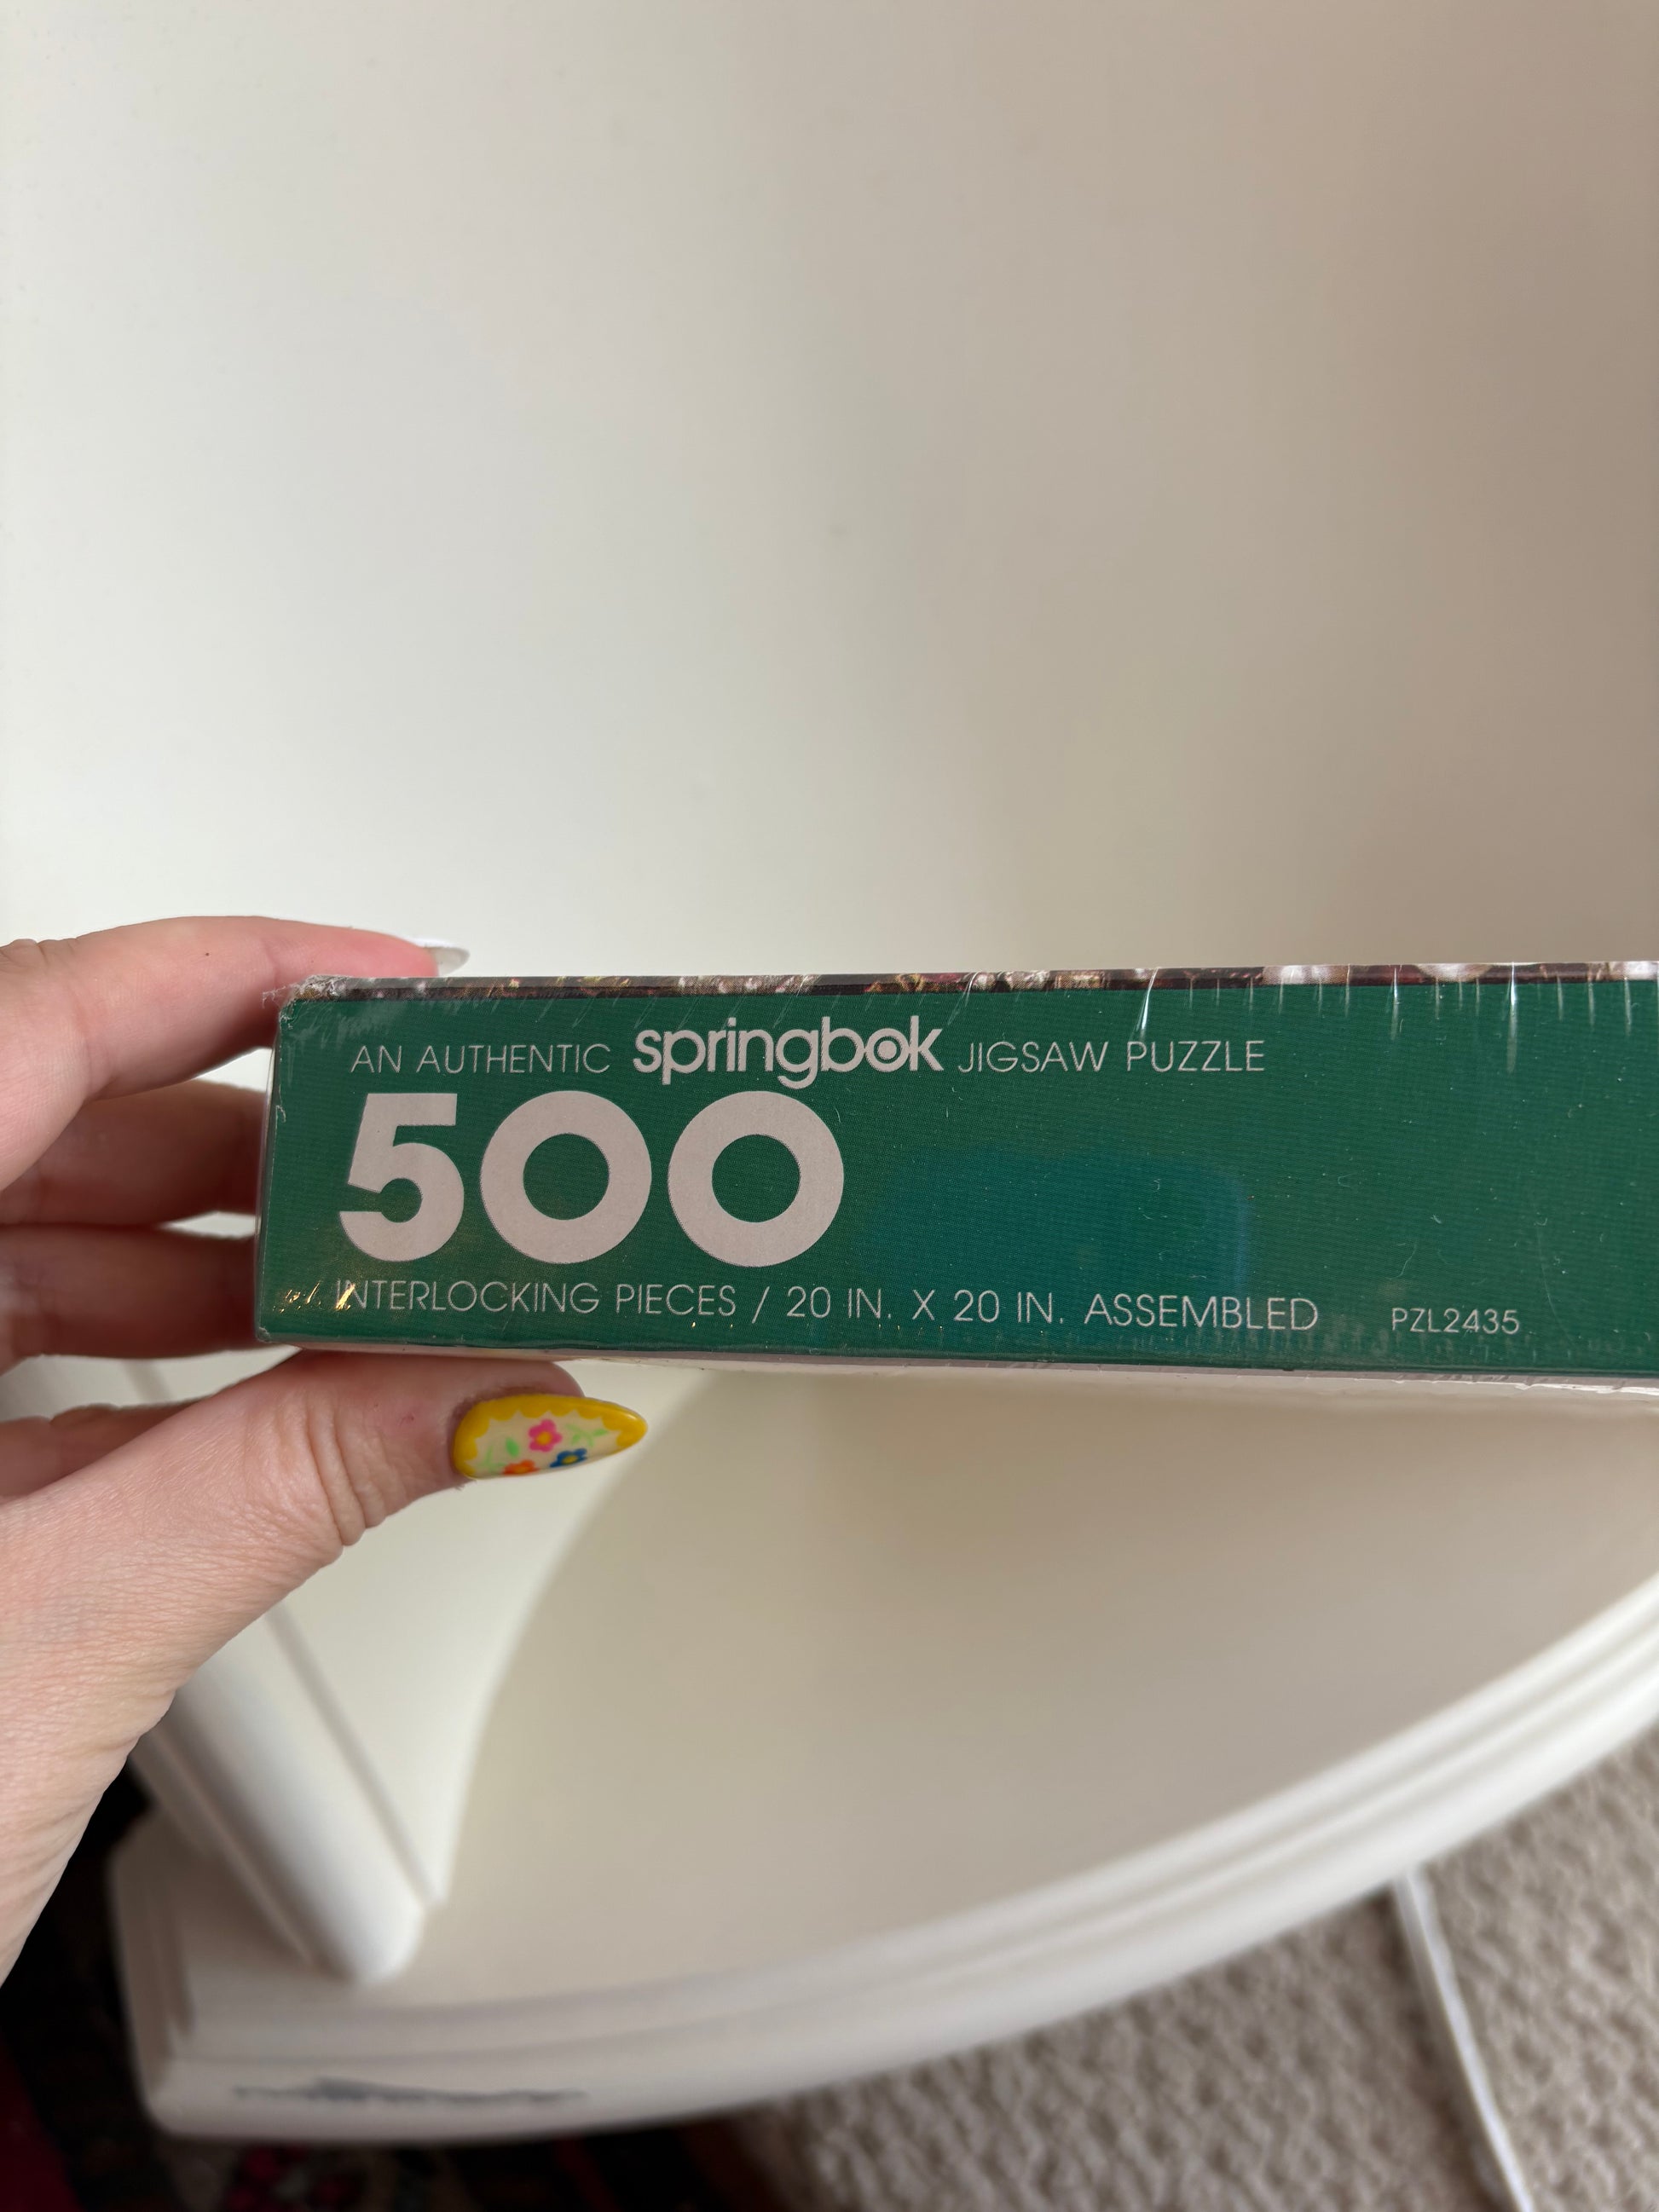 AN AUTHENTIC springbok JIGSAW PUZZLE
500
INTERLOCKING PIECES / 20 IN. X 20 IN. ASSEMBLED PZL2435